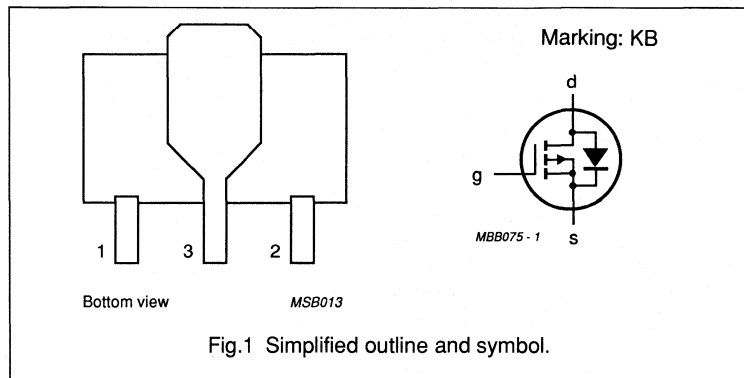 Marking: KB
d
g
s
MBB075 - 1
1 3 2
Bottom view MSB013
Fig.1 Simplified outline and symbol.